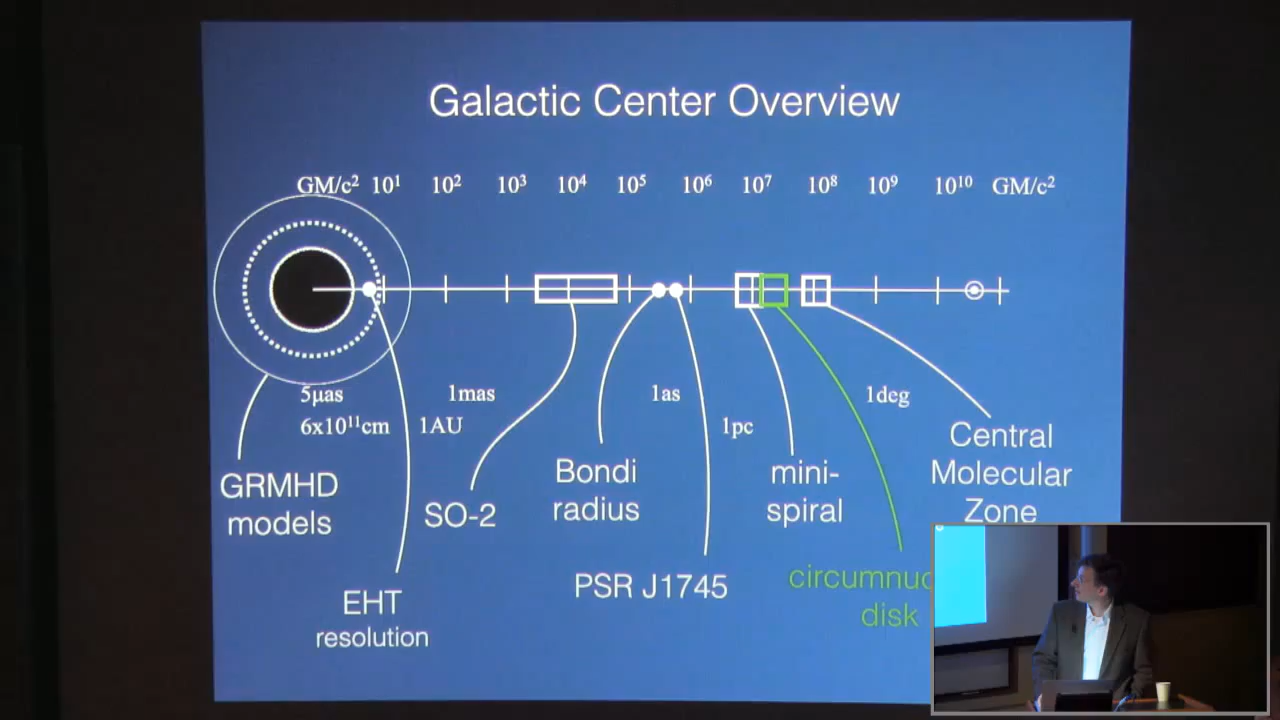 Galactic Center Overview
GM/c² 10¹ 10² 10³ 10⁴ 10⁵ 10⁶ 10⁷ 10⁸ 10⁹ 10¹⁰ GM/c²
5μas 1mas 1as 1deg
6x10¹¹cm 1AU 1pc
GRMHD
models
EHT
resolution
SO-2
Bondi
radius
PSR J1745
mini-
spiral
disk
Central
Molecular
Zone